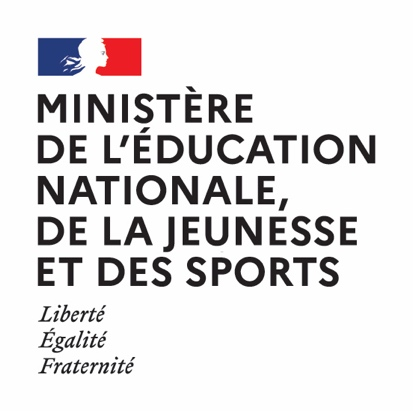 MINISTÈRE
DE L’ÉDUCATION
NATIONALE,
DE LA JEUNESSE
ET DES SPORTS
Liberté
Égalité
Fraternité